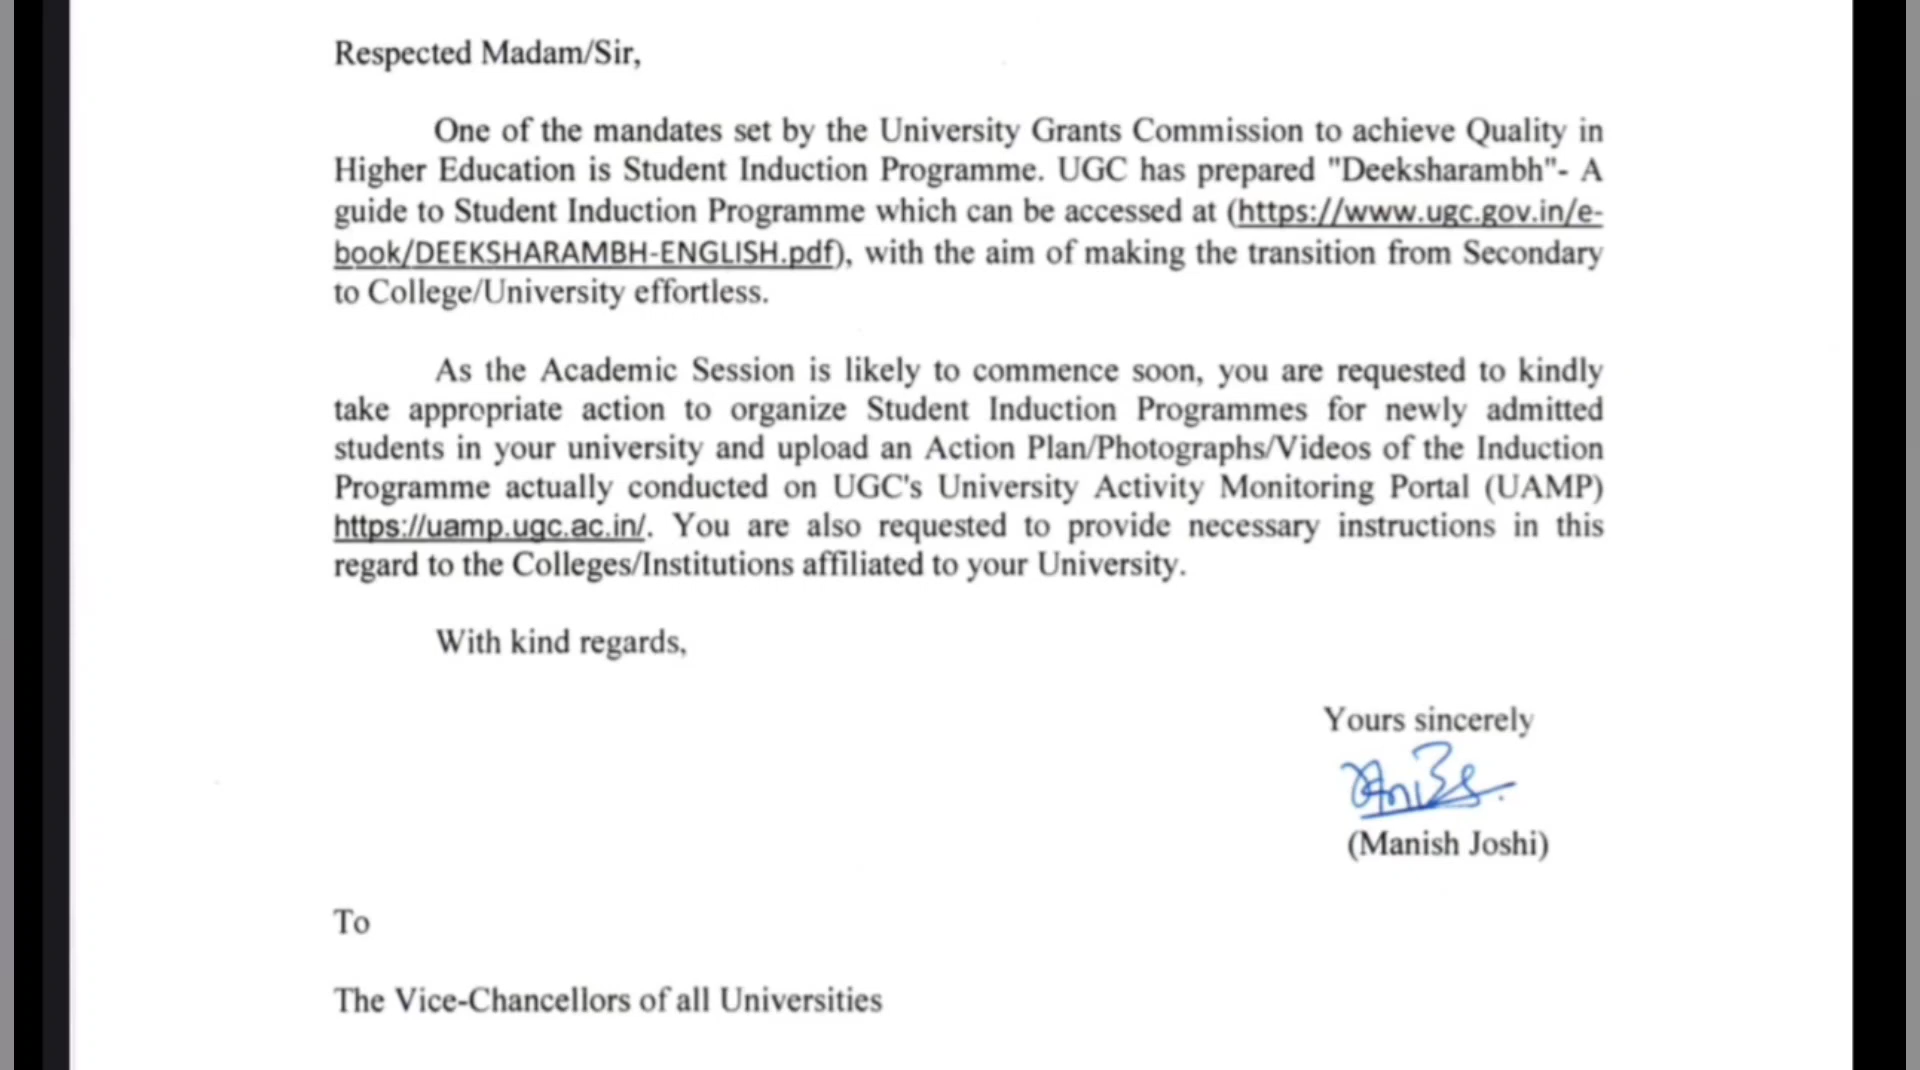 Respected Madam/Sir,
One of the mandates set by the University Grants Commission to achieve Quality in
Higher Education is Student Induction Programme. UGC has prepared "Deeksharambh"- A
guide to Student Induction Programme which can be accessed at (https://www.ugc.gov.in/e-
book/DEEKSHARAMBH-ENGLISH.pdf), with the aim of making the transition from Secondary
to College/University effortless.
As the Academic Session is likely to commence soon, you are requested to kindly
take appropriate action to organize Student Induction Programmes for newly admitted
students in your university and upload an Action Plan/Photographs/Videos of the Induction
Programme actually conducted on UGC's University Activity Monitoring Portal (UAMP)
https://uamp.ugc.ac.in/. You are also requested to provide necessary instructions in this
regard to the Colleges/Institutions affiliated to your University.
With kind regards,
Yours sincerely
(Manish Joshi)
To
The Vice-Chancellors of all Universities